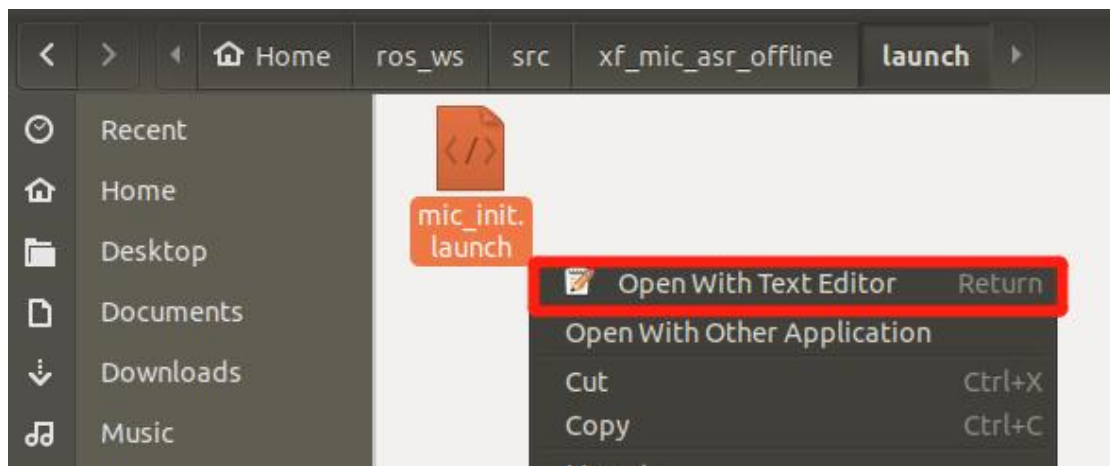 Home ros_ws src xf_mic_asr_offline launch
Recent
Home
Desktop
Documents
Downloads
Music
mic_init.
launch
Open With Text Editor Return
Open With Other Application
Cut Ctrl+X
Copy Ctrl+C